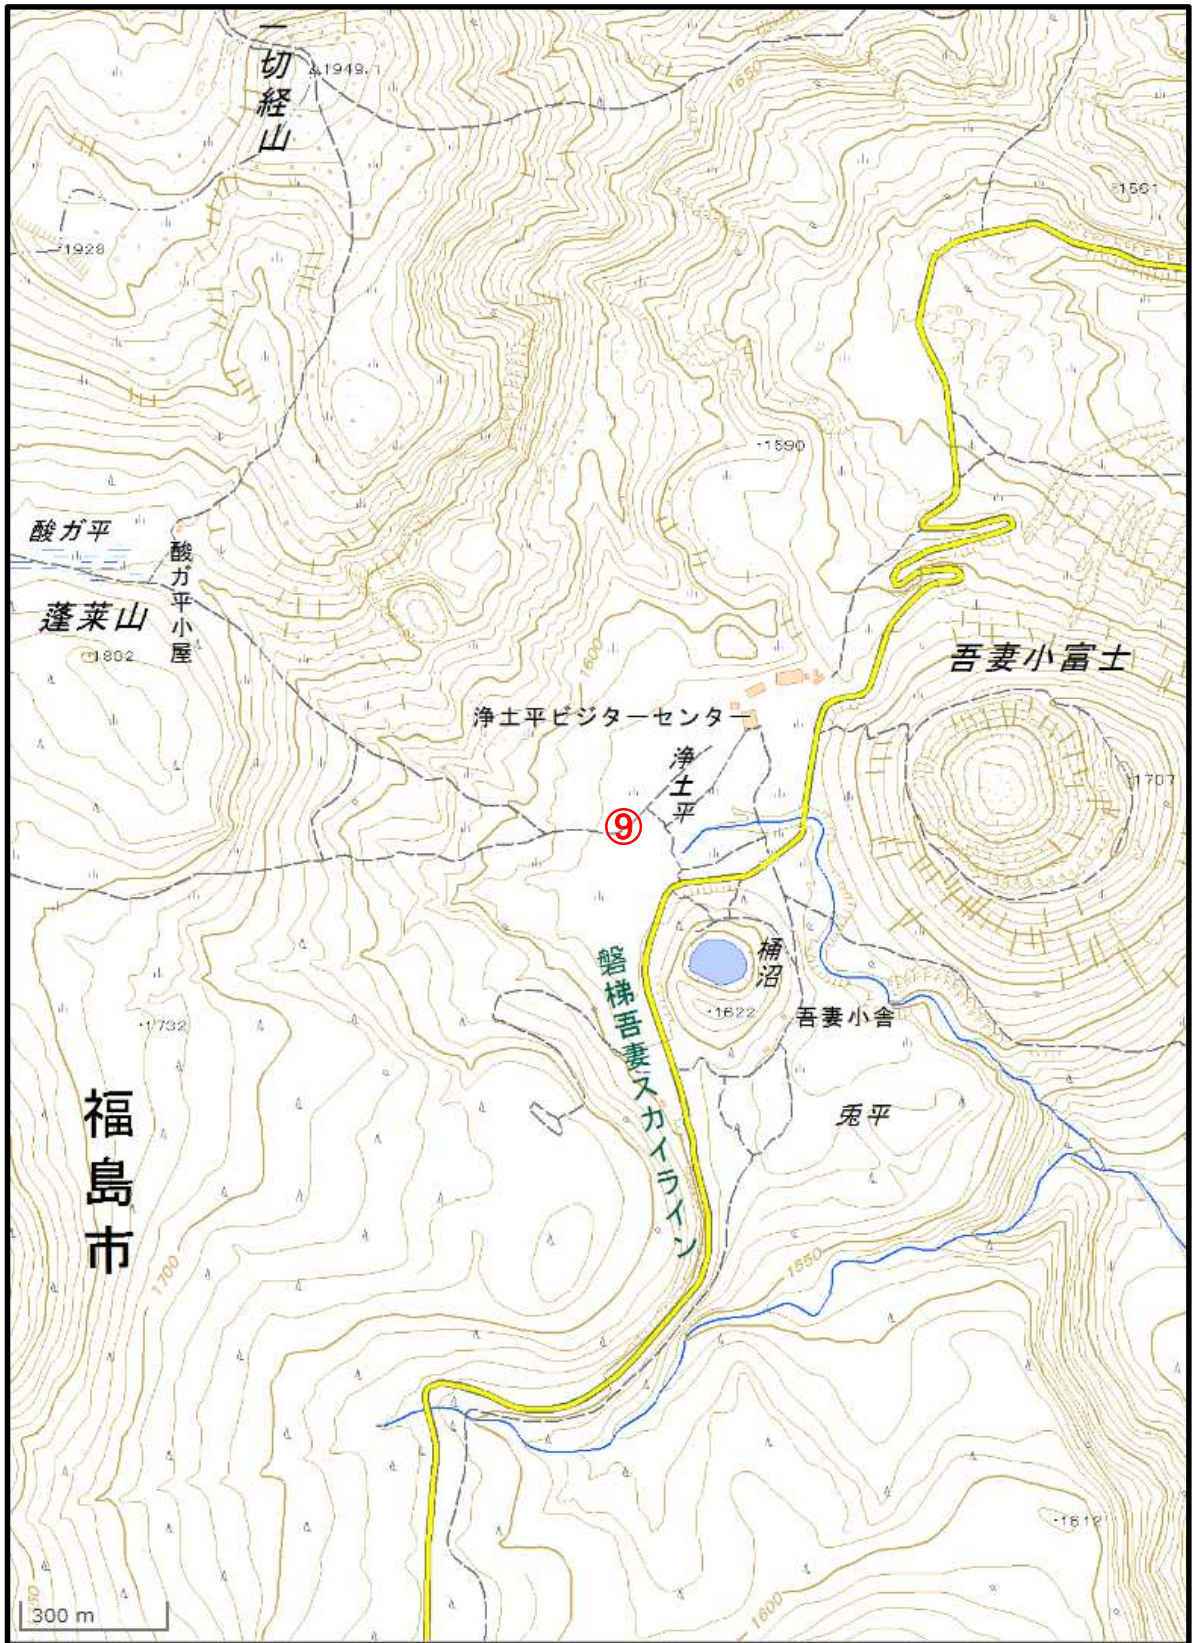 一切経山
1949.1
1650
1561
1928
1590
酸ガ平
酸ガ平小屋
蓬莱山
1802
1600
吾妻小富士
浄土平ビジターセンター
浄土平
1707
⑨
桶沼
磐梯吾妻スカイライン
1622
吾妻小舎
1732
兎平
福島市
1700
1550
1612
1600
300 m